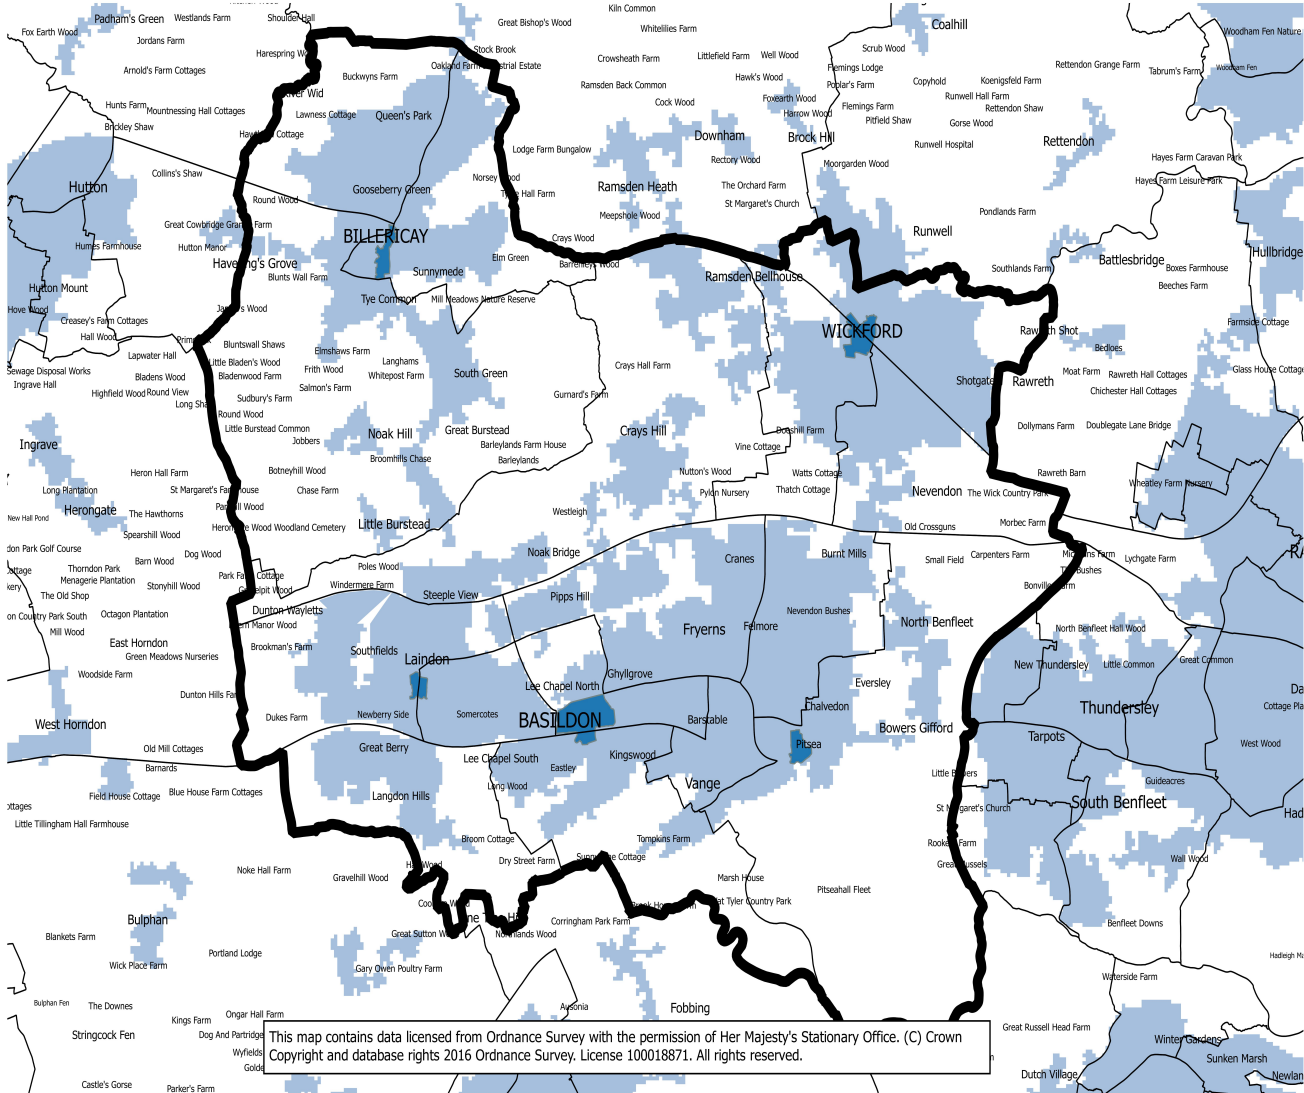 Padham's Green
Westlands Farm
Shoulder Hall
Great Bishop's Wood
Kiln Common
Whitelilies Farm
Coalhill
Fox Earth Wood
Jordans Farm
Stock Brook
Scrub Wood
Woodham Fen Nature
Arnold's Farm Cottages
Buckwyns Farm
Crowsheath Farm
Littlefield Farm
Well Wood
Flemings Lodge
Rettendon Grange Farm
Tabrum's Farm
Woodham Fen
Hawk's Wood
Ramsden Back Common
Poplar's Farm
Copyhold
Koenigsfeld Farm
Hunts Farm
Mountnessing Hall Cottages
Lawness Cottage
Queen's Park
Cock Wood
Foxearth Wood
Harrow Wood
Flemings Farm
Runwell Hall Farm
Rettendon Shaw
Brickley Shaw
Pitfield Shaw
Gorse Wood
Downham
Brock Hill
Rettendon
Lodge Farm Bungalow
Rectory Wood
Runwell Hospital
Moorgarden Wood
Hayes Farm Caravan Park
Collins's Shaw
Hayes Farm Leisure Park
Hutton
Gooseberry Green
Ramsden Heath
The Orchard Farm
Round Wood
St Margaret's Church
Meepshole Wood
Pondlands Farm
Hutton Manor
BILLERICAY
Crays Wood
Runwell
Humes Farmhouse
Elm Green
Battlesbridge
Boxes Farmhouse
Hullbridge
Blunts Wall Farm
Sunnymede
Ramsden Bellhouse
Southlands Farm
Beeches Farm
Hutton Mount
Tye Common
Mill Meadows Nature Reserve
Hove Wood
Creasey's Farm Cottages
WICKFORD
Farmside Cottage
Hall Wood
Bluntswall Shaws
Elmshaws Farm
Bedloes
Lapwater Hall
Little Bladen's Wood
Langhams
Frith Wood
Whitepost Farm
South Green
Crays Hall Farm
Moat Farm
Rawreth Hall Cottages
Glass House Cottage
Sewage Disposal Works
Ingrave Hall
Bladens Wood
Bladenwood Farm
Salmon's Farm
Rawreth
Chichester Hall Cottages
Highfield Wood
Round View
Sudbury's Farm
Gurnard's Farm
Round Wood
Little Burstead Common
Noak Hill
Great Burstead
Crays Hill
Dollymans Farm
Doublegate Lane Bridge
Ingrave
Jobbers
Barleylands Farm House
Vine Cottage
Broomhills Chase
Barleylands
Heron Hall Farm
Botneyhill Wood
Nutton's Wood
Watts Cottage
Rawreth Barn
Wheatley Farm Nursery
Long Plantation
Chase Farm
Pylon Nursery
Thatch Cottage
Nevendon
The Wick Country Park
Herongate
The Hawthorns
Westleigh
New Hall Pond
Little Burstead
Old Crossguns
Morbec Farm
Spearshill Wood
Woodland Cemetery
Noak Bridge
Burnt Mills
Dog Wood
Barn Wood
Cranes
Small Field
Carpenters Farm
Lychgate Farm
Thorndon Park
Poles Wood
Menagerie Plantation
Stonyhill Wood
Windermere Farm
Steeple View
Pipps Hill
The Old Shop
Dunton Wayletts
Nevendon Bushes
Octagon Plantation
Fryerns
Felmore
North Benfleet
North Benfleet Hall Wood
Mill Wood
East Horndon
Brookman's Farm
Southfields
Green Meadows Nurseries
Laindon
New Thundersley
Little Common
Great Common
Woodside Farm
Ghyllgrove
Lee Chapel North
Eversley
Dukes Farm
Newberry Side
Somercotes
BASILDON
Barstable
Chalvedon
Thundersley
West Horndon
Bowers Gifford
Tarpots
West Wood
Old Mill Cottages
Great Berry
Lee Chapel South
Kingswood
Pitsea
Barnards
Eastley
Vange
Guideacres
Field House Cottage
Blue House Farm Cottages
Langdon Hills
Long Wood
South Benfleet
Little Tillingham Hall Farmhouse
Broom Cottage
Tompkins Farm
Dry Street Farm
Wall Wood
Noke Hall Farm
Gravelhill Wood
Marsh House
Pitseahall Fleet
Bulphan
Corringham Park Farm
Benfleet Downs
Blankets Farm
Portland Lodge
Wick Place Farm
Gary Owen Poultry Farm
Waterside Farm
Bulphan Fen
The Downes
Ausonia
Fobbing
Kings Farm
Ongar Hall Farm
Great Russell Head Farm
Stringcock Fen
Dog And Partridge
This map contains data licensed from Ordnance Survey with the permission of Her Majesty's Stationary Office. (C) Crown
Copyright and database rights 2016 Ordnance Survey. License 100018871. All rights reserved.
Winter Gardens
Sunken Marsh
Wyfields
Dutch Village
Castle's Gorse
Parker's Farm